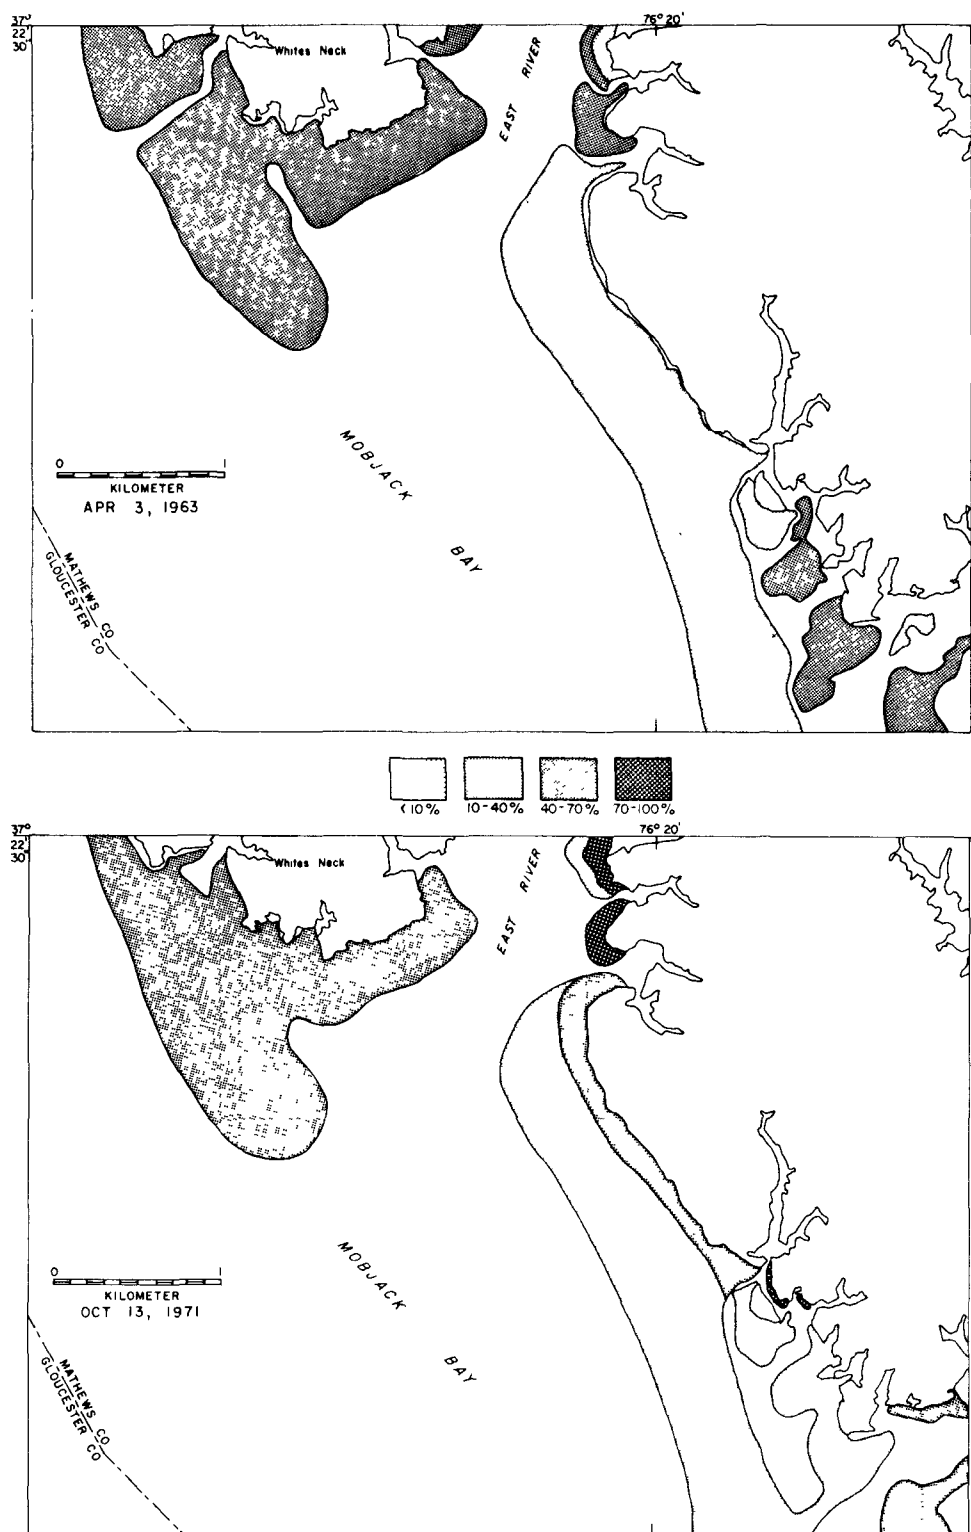 37°
22'
30"
76° 20'
Whites Neck
EAST RIVER
MOBJACK
BAY
0 1
KILOMETER
APR 3, 1963
MATHEWS CO
GLOUCESTER CO
<10% 10-40% 40-70% 70-100%
37°
22'
30"
76° 20'
Whites Neck
EAST RIVER
MOBJACK
BAY
0 1
KILOMETER
OCT 13, 1971
MATHEWS CO
GLOUCESTER CO